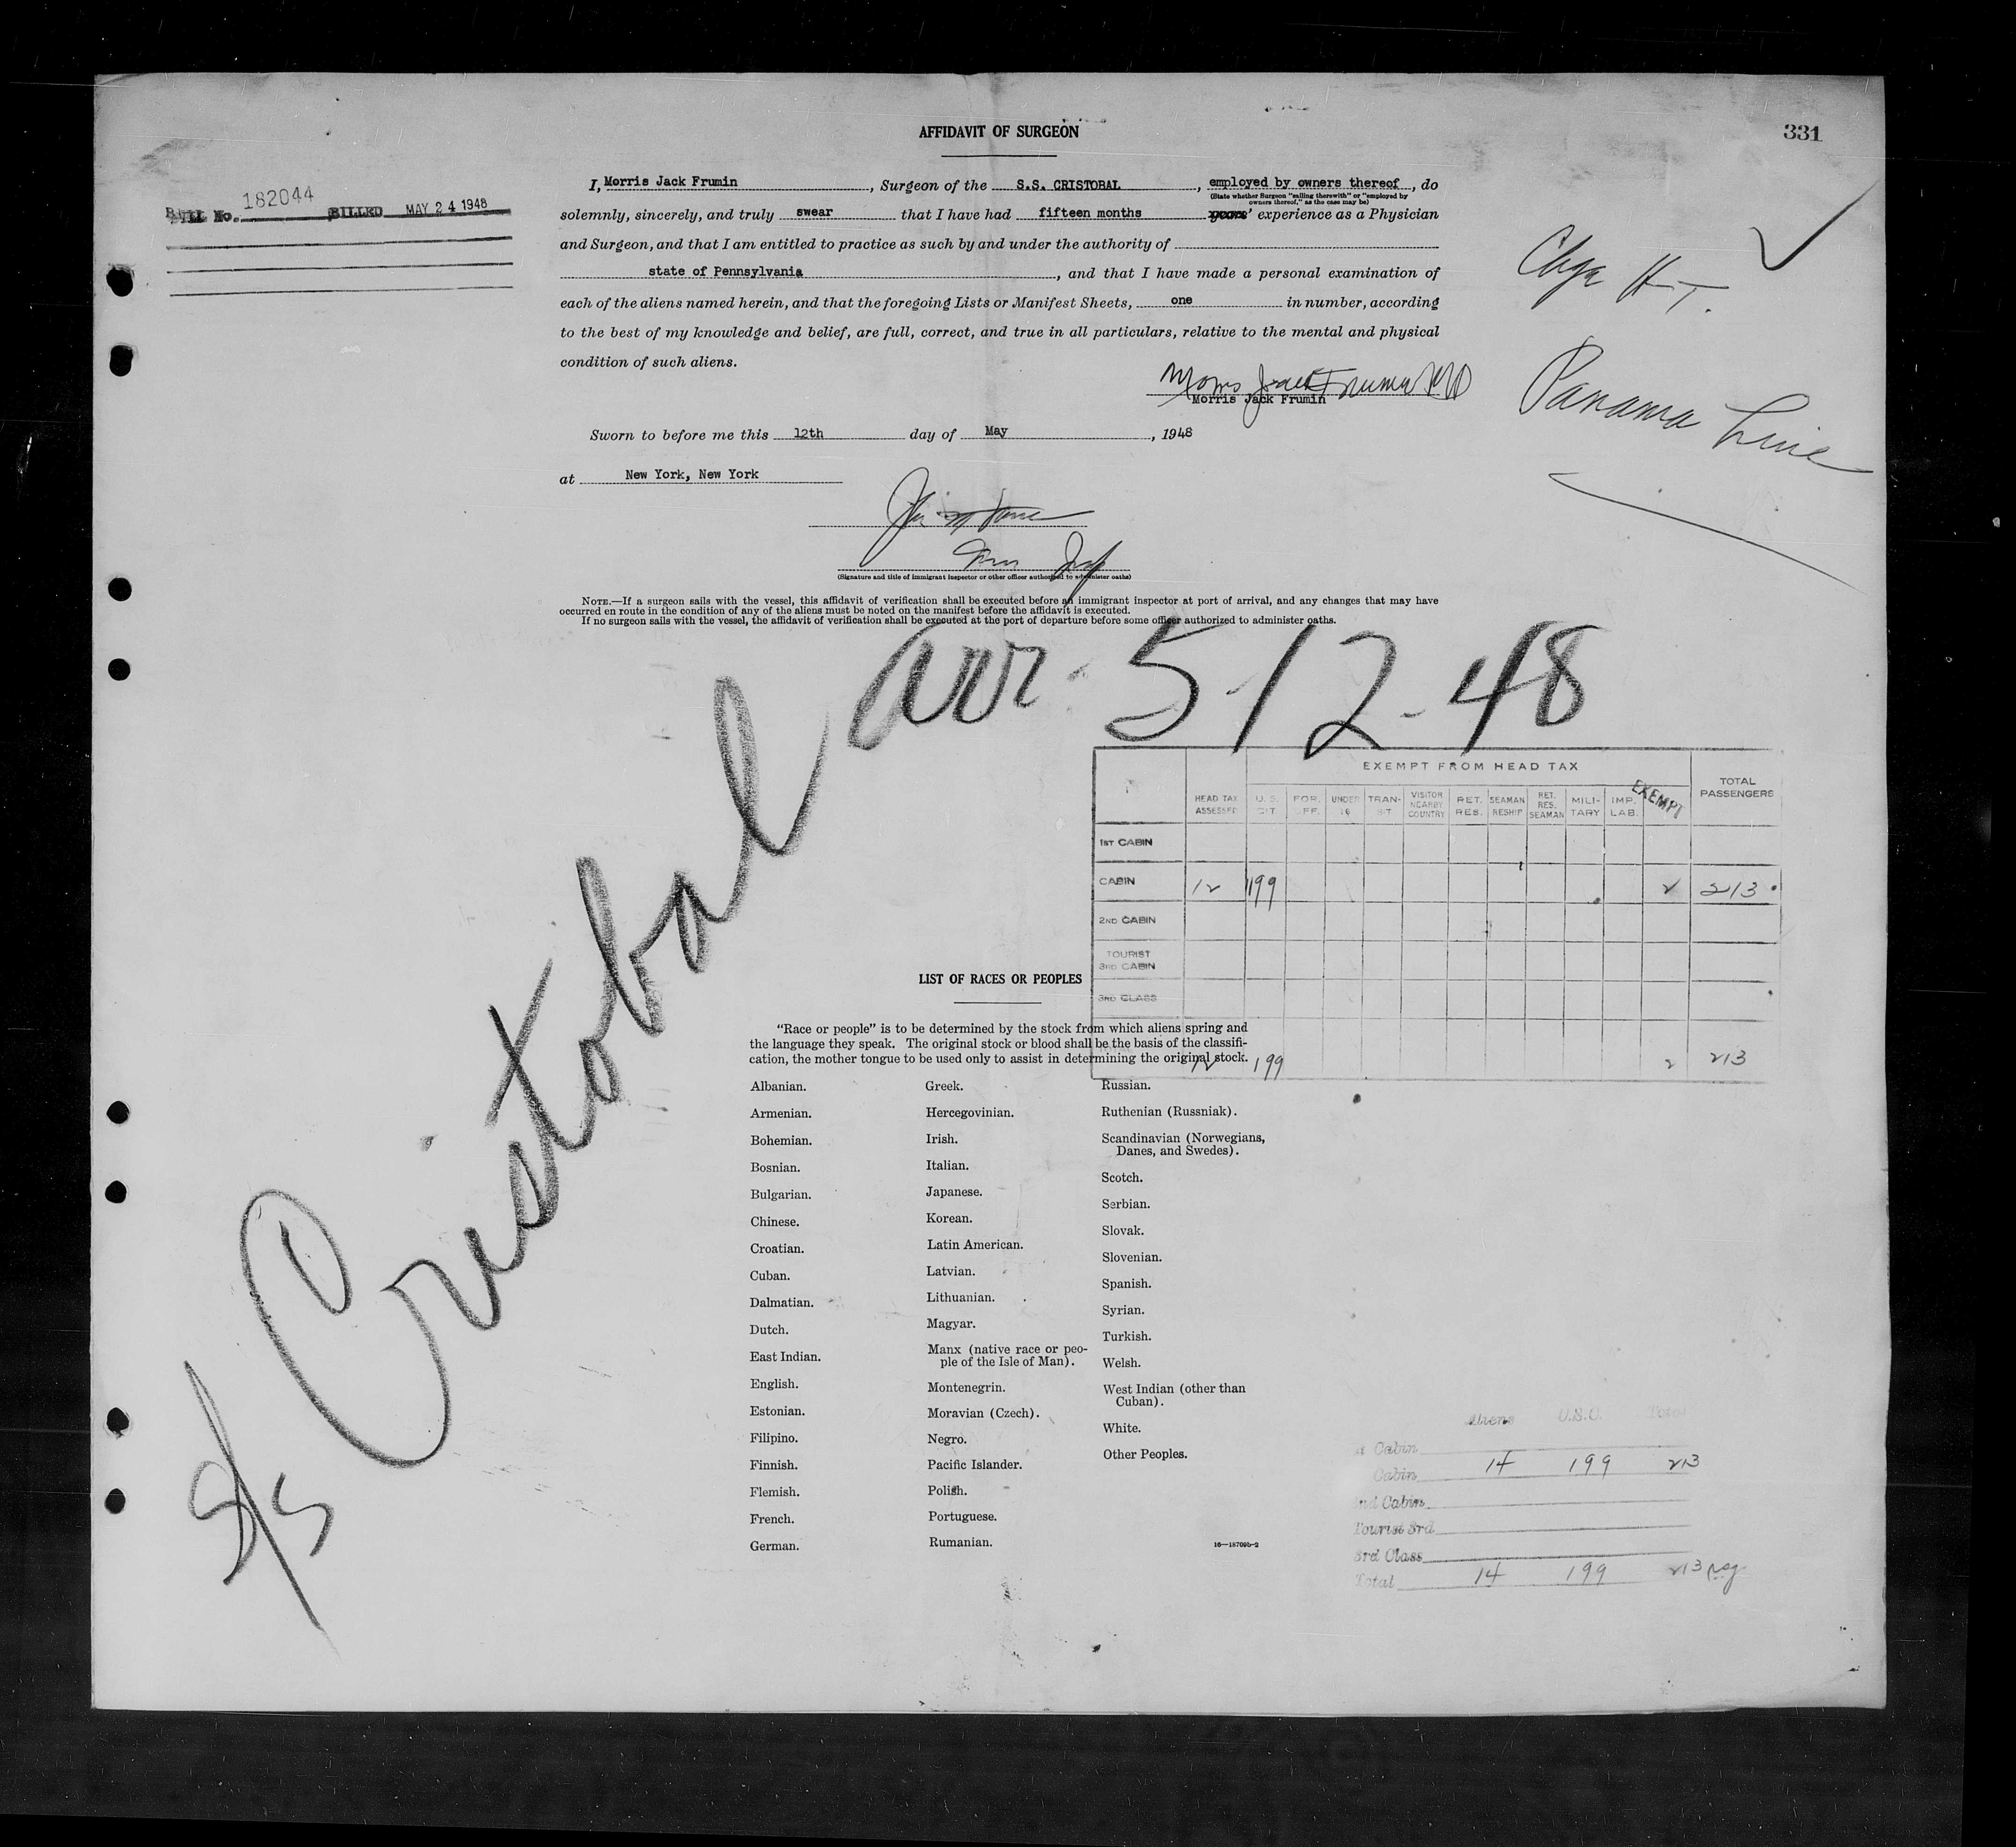 AFFIDAVIT OF SURGEON
331
I, Morris Jack Frumin, Surgeon of the S.S. CRISTOBAL, employed by owners thereof, do
(State whether Surgeon "sailing therewith" or "employed by
owners thereof," as the case may be)
solemnly, sincerely, and truly swear that I have had fifteen months years' experience as a Physician
and Surgeon, and that I am entitled to practice as such by and under the authority of
state of Pennsylvania, and that I have made a personal examination of
each of the aliens named herein, and that the foregoing Lists or Manifest Sheets, one in number, according
to the best of my knowledge and belief, are full, correct, and true in all particulars, relative to the mental and physical
condition of such aliens.
Morris Jack Frumin MD
Morris Jack Frumin
Sworn to before me this 12th day of May, 1948
at New York, New York
(Signature and title of immigrant inspector or other officer authorized to administer oaths)
NOTE.—If a surgeon sails with the vessel, this affidavit of verification shall be executed before an immigrant inspector at port of arrival, and any changes that may have
occurred en route in the condition of any of the aliens must be noted on the manifest before the affidavit is executed.
If no surgeon sails with the vessel, the affidavit of verification shall be executed at the port of departure before some officer authorized to administer oaths.
182044
Bill No. BILLED MAY 24 1948
H.T.
Panama Line
S/S Cristobal arr. 5-12-48
EXEMPT FROM HEAD TAX
HEAD TAX ASSESSED U.S. CIT. FOR. OFF. UNDER 16 TRANSIT VISITOR NEARBY COUNTRY RET. RES. SEAMAN RESHIP RET. RES. SEAMAN MILITARY IMP. LAB. EXEMPT TOTAL PASSENGERS
1ST CABIN
CABIN 12 199 2 213
2ND CABIN
TOURIST
3RD CABIN
3RD CLASS
12 199 2 213
LIST OF RACES OR PEOPLES
"Race or people" is to be determined by the stock from which aliens spring and
the language they speak. The original stock or blood shall be the basis of the classifi-
cation, the mother tongue to be used only to assist in determining the original stock.
Albanian.
Armenian.
Bohemian.
Bosnian.
Bulgarian.
Chinese.
Croatian.
Cuban.
Dalmatian.
Dutch.
East Indian.
English.
Estonian.
Filipino.
Finnish.
Flemish.
French.
German.
Greek.
Hercegovinian.
Irish.
Italian.
Japanese.
Korean.
Latin American.
Latvian.
Lithuanian.
Magyar.
Manx (native race or peo-
ple of the Isle of Man).
Montenegrin.
Moravian (Czech).
Negro.
Pacific Islander.
Polish.
Portuguese.
Rumanian.
Russian.
Ruthenian (Russniak).
Scandinavian (Norwegians,
Danes, and Swedes).
Scotch.
Serbian.
Slovak.
Slovenian.
Spanish.
Syrian.
Turkish.
Welsh.
West Indian (other than
Cuban).
White.
Other Peoples.
16—18709b-2
Aliens U.S.C. Total
Cabin
Cabin 14 199 213
2nd Cabin
Tourist 3rd
3rd Class
Total 14 199 213